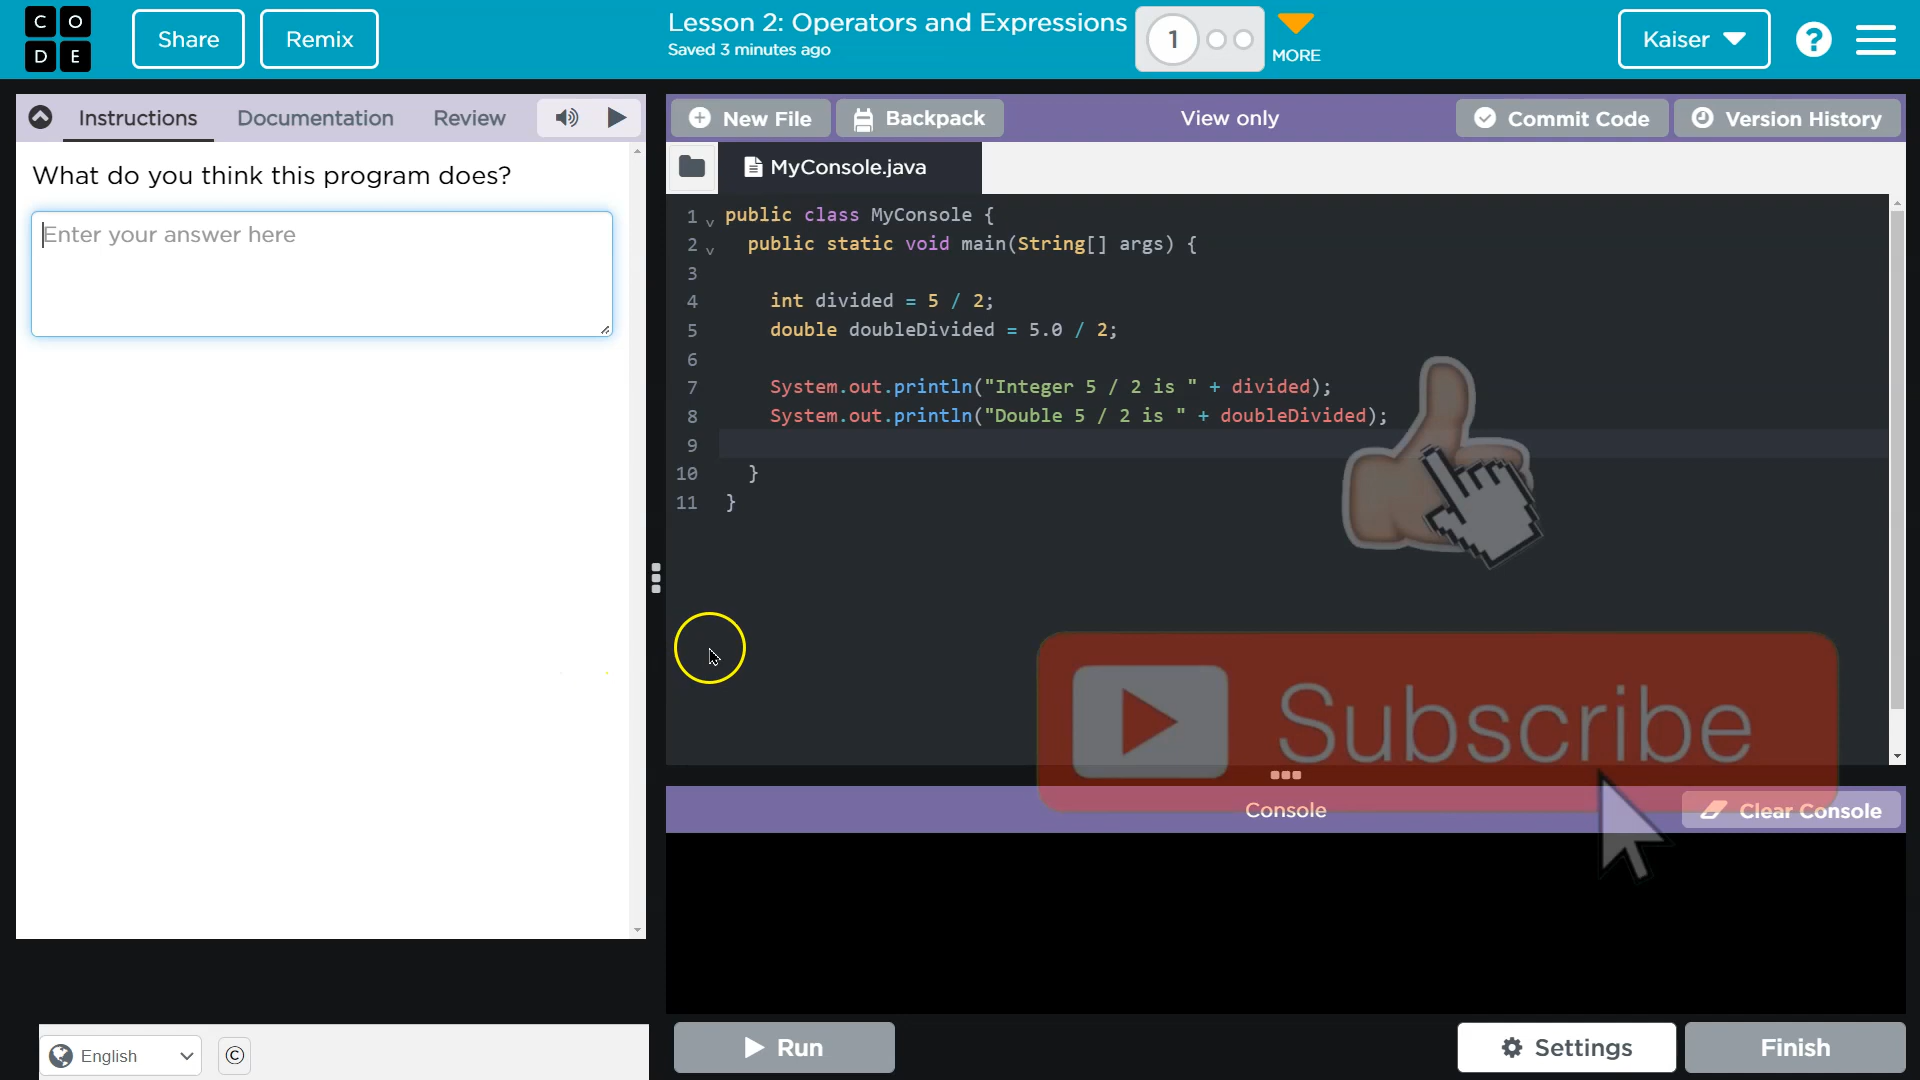 CODE
Share
Remix
Lesson 2: Operators and Expressions
Saved 3 minutes ago
1
MORE
Kaiser
?
Instructions
Documentation
Review
New File
Backpack
View only
Commit Code
Version History
What do you think this program does?
Enter your answer here
MyConsole.java
1 public class MyConsole {
2 public static void main(String[] args) {
3
4 int divided = 5 / 2;
5 double doubleDivided = 5.0 / 2;
6
7 System.out.println("Integer 5 / 2 is " + divided);
8 System.out.println("Double 5 / 2 is " + doubleDivided);
9
10 }
11 }
Subscribe
Console
Clear Console
English
©
Run
Settings
Finish